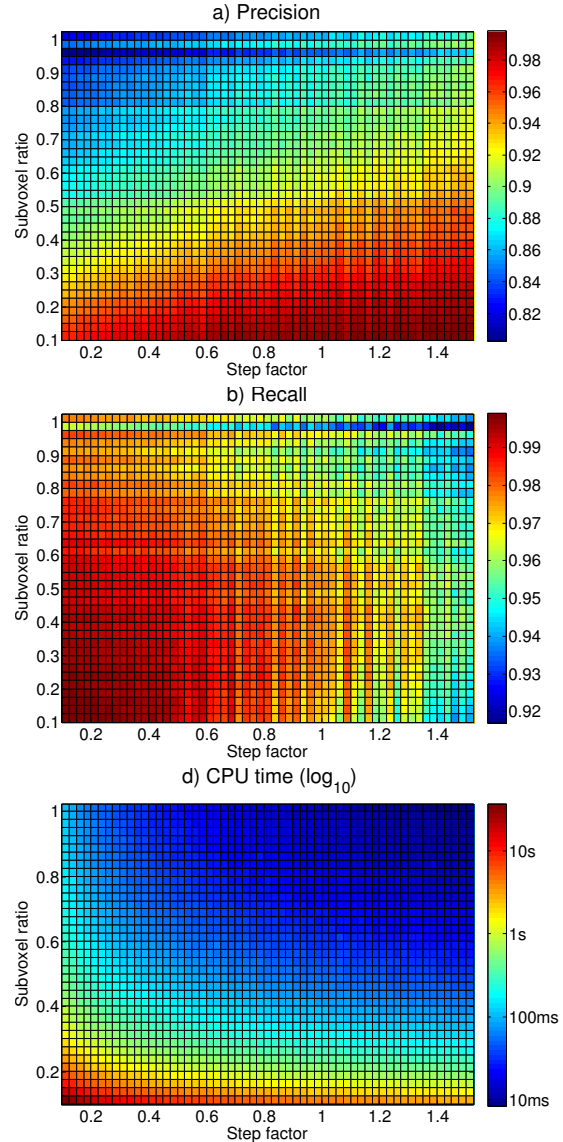 a) Precision
1
0.9
0.8
0.7
0.6
0.5
0.4
0.3
0.2
0.1
Subvoxel ratio
0.2 0.4 0.6 0.8 1 1.2 1.4
Step factor
0.98
0.96
0.94
0.92
0.9
0.88
0.86
0.84
0.82
b) Recall
1
0.9
0.8
0.7
0.6
0.5
0.4
0.3
0.2
0.1
Subvoxel ratio
0.2 0.4 0.6 0.8 1 1.2 1.4
Step factor
0.99
0.98
0.97
0.96
0.95
0.94
0.93
0.92
d) CPU time (log10)
1
0.8
0.6
0.4
0.2
Subvoxel ratio
0.2 0.4 0.6 0.8 1 1.2 1.4
Step factor
10s
1s
100ms
10ms